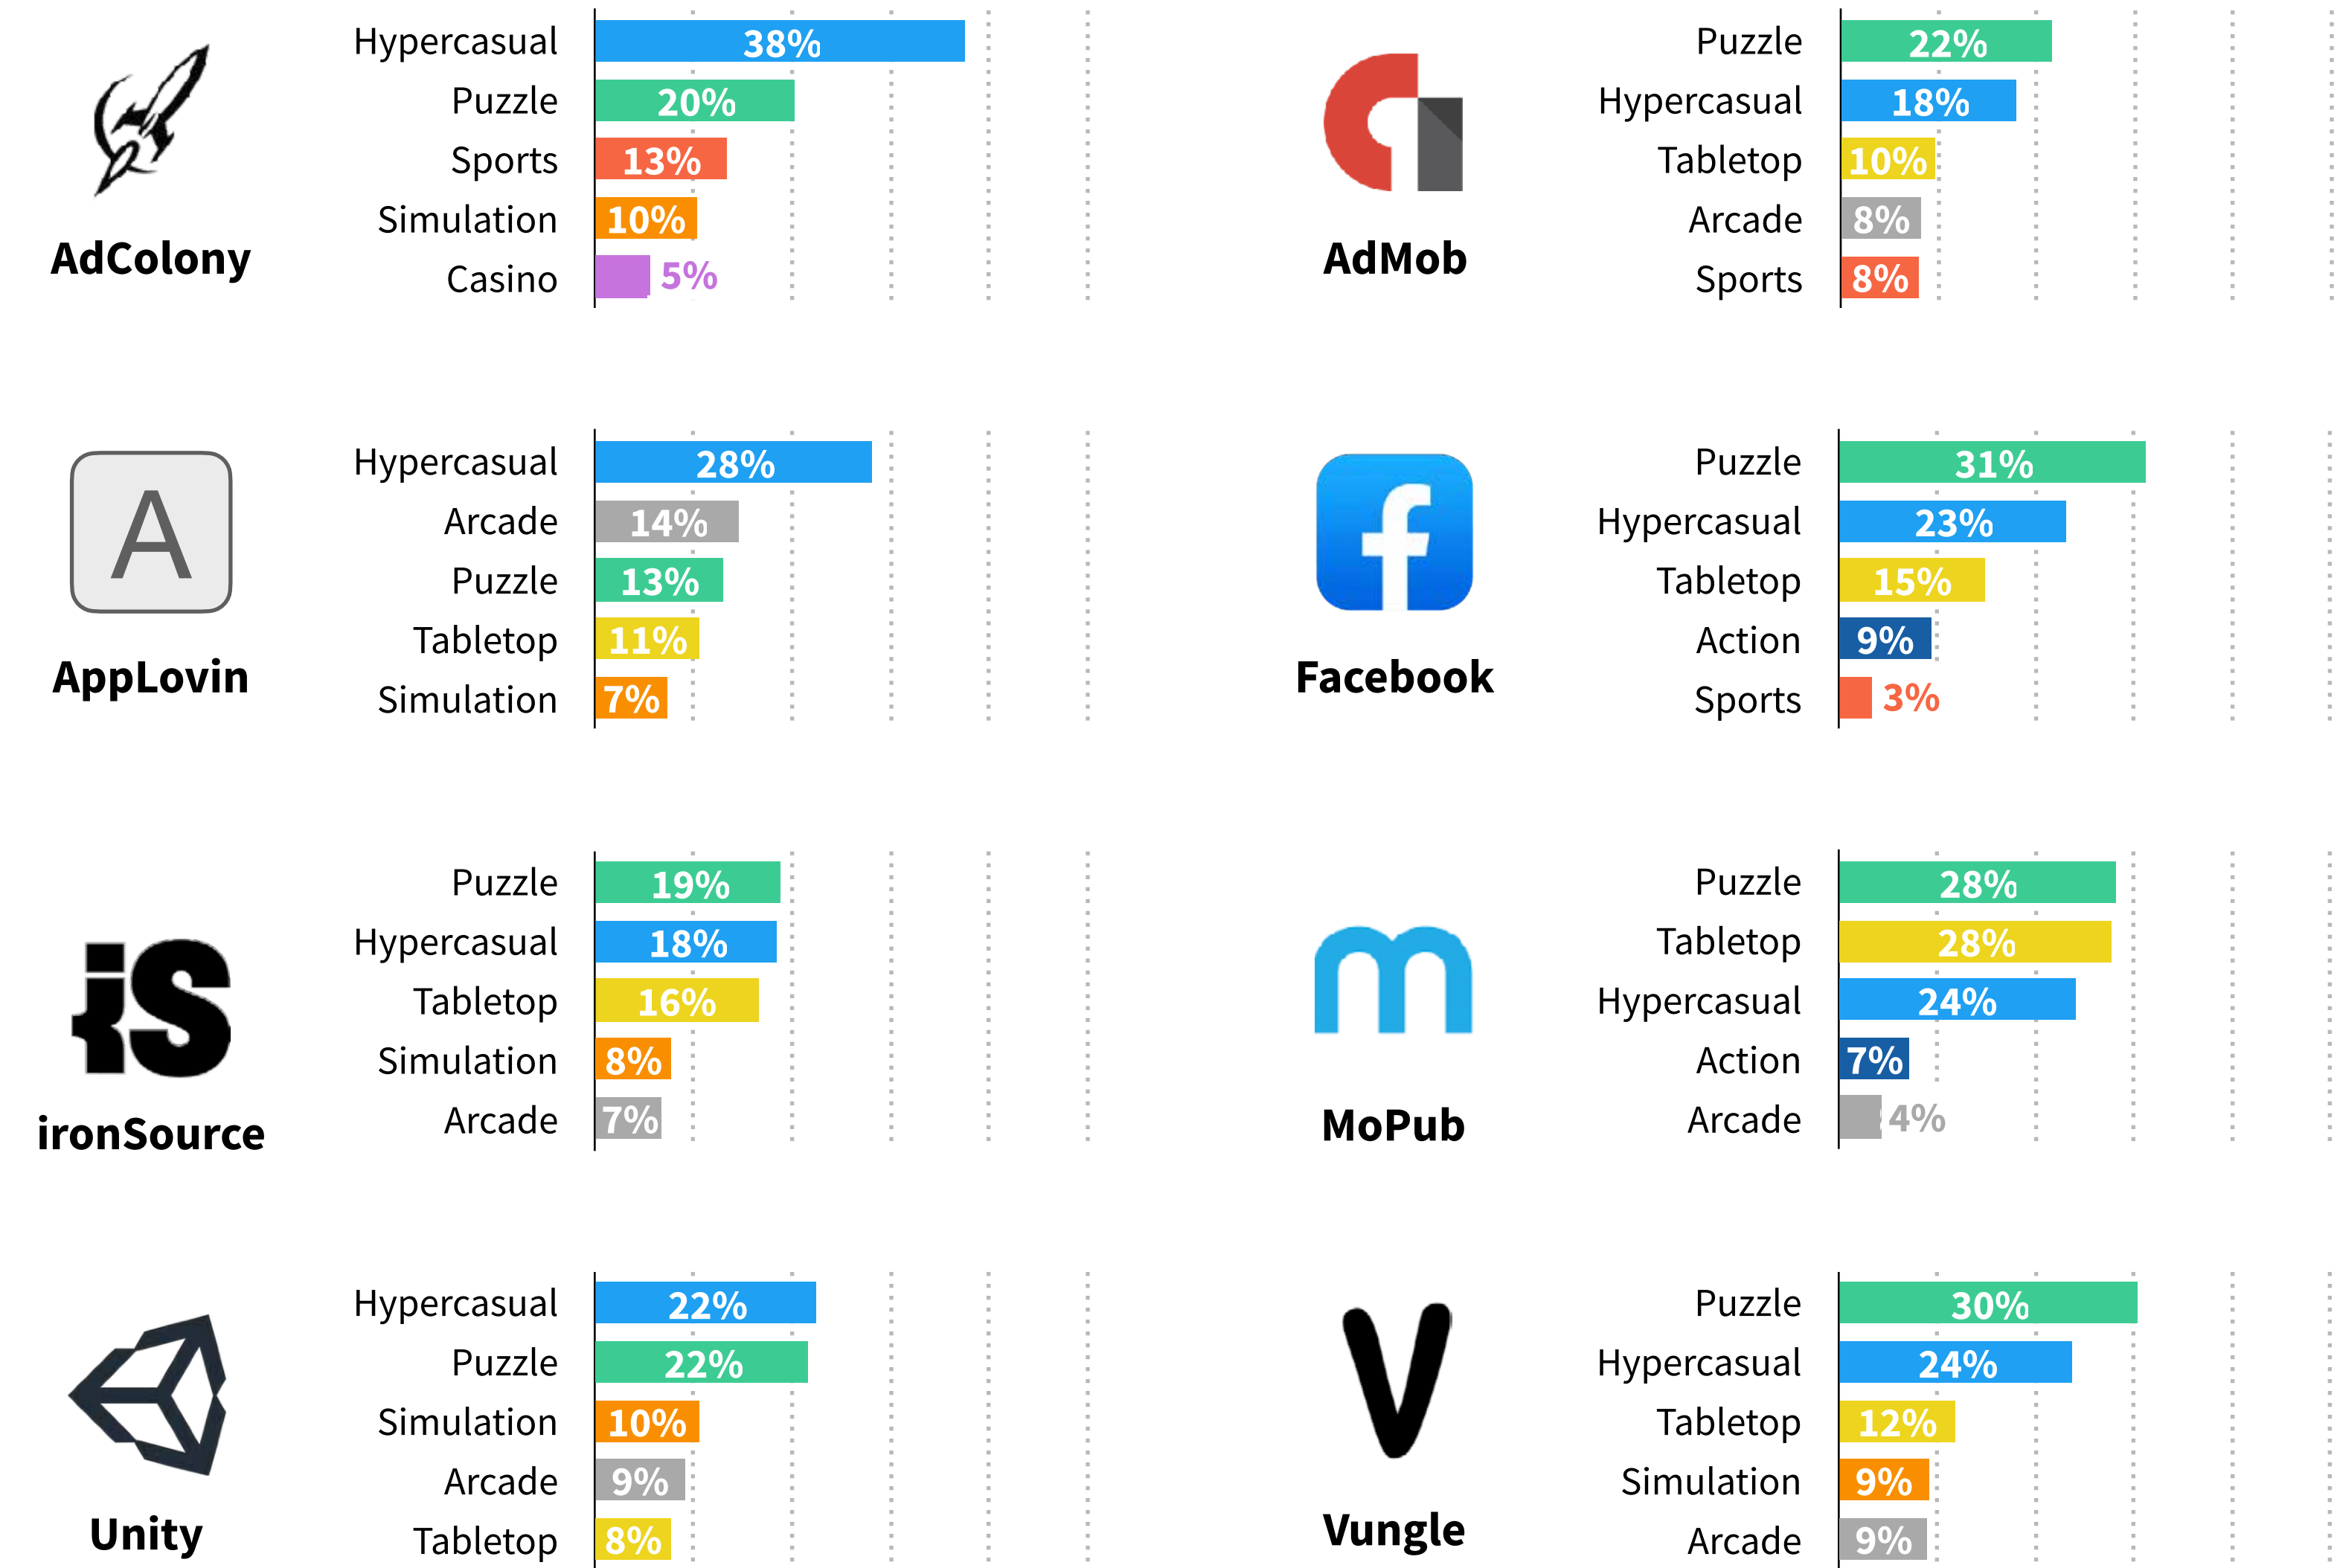 Hypercasual 38%
Puzzle 20%
Sports 13%
Simulation 10%
Casino 5%
AdColony
Puzzle 22%
Hypercasual 18%
Tabletop 10%
Arcade 8%
Sports 8%
AdMob
Hypercasual 28%
Arcade 14%
Puzzle 13%
Tabletop 11%
Simulation 7%
A
AppLovin
Puzzle 31%
Hypercasual 23%
Tabletop 15%
Action 9%
Sports 3%
f
Facebook
Puzzle 19%
Hypercasual 18%
Tabletop 16%
Simulation 8%
Arcade 7%
iS
ironSource
Puzzle 28%
Tabletop 28%
Hypercasual 24%
Action 7%
Arcade 4%
m
MoPub
Hypercasual 22%
Puzzle 22%
Simulation 10%
Arcade 9%
Tabletop 8%
Unity
Puzzle 30%
Hypercasual 24%
Tabletop 12%
Simulation 9%
Arcade 9%
V
Vungle